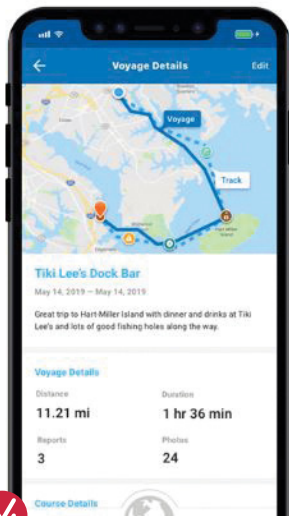 Voyage Details
Edit
Voyage
Track
Tiki Lee's Dock Bar
May 14, 2019 – May 14, 2019
Great trip to Hart-Miller Island with dinner and drinks at Tiki
Lee's and lots of good fishing holes along the way.
Voyage Details
Distance
Duration
11.21 mi
1 hr 36 min
Reports
Photos
3
24
Course Details